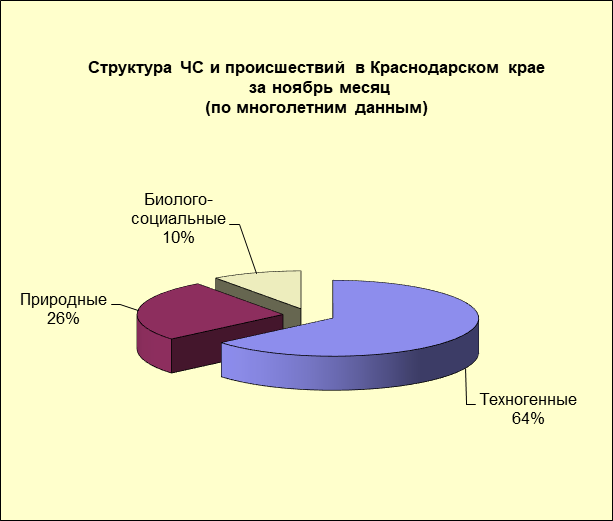 Структура ЧС и происшествий в Краснодарском крае
за ноябрь месяц
(по многолетним данным)
Биолого-
социальные
10%
Природные
26%
Техногенные
64%